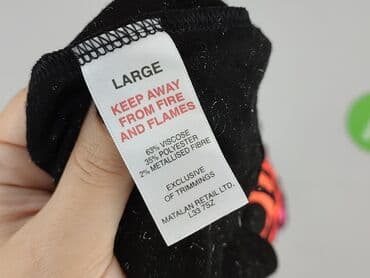 LARGE
KEEP AWAY
FROM FIRE
AND FLAMES
63% VISCOSE
35% POLYESTER
2% METALLISED FIBRE
EXCLUSIVE
OF TRIMMINGS
MATALAN RETAIL LTD.
L33 7SZ